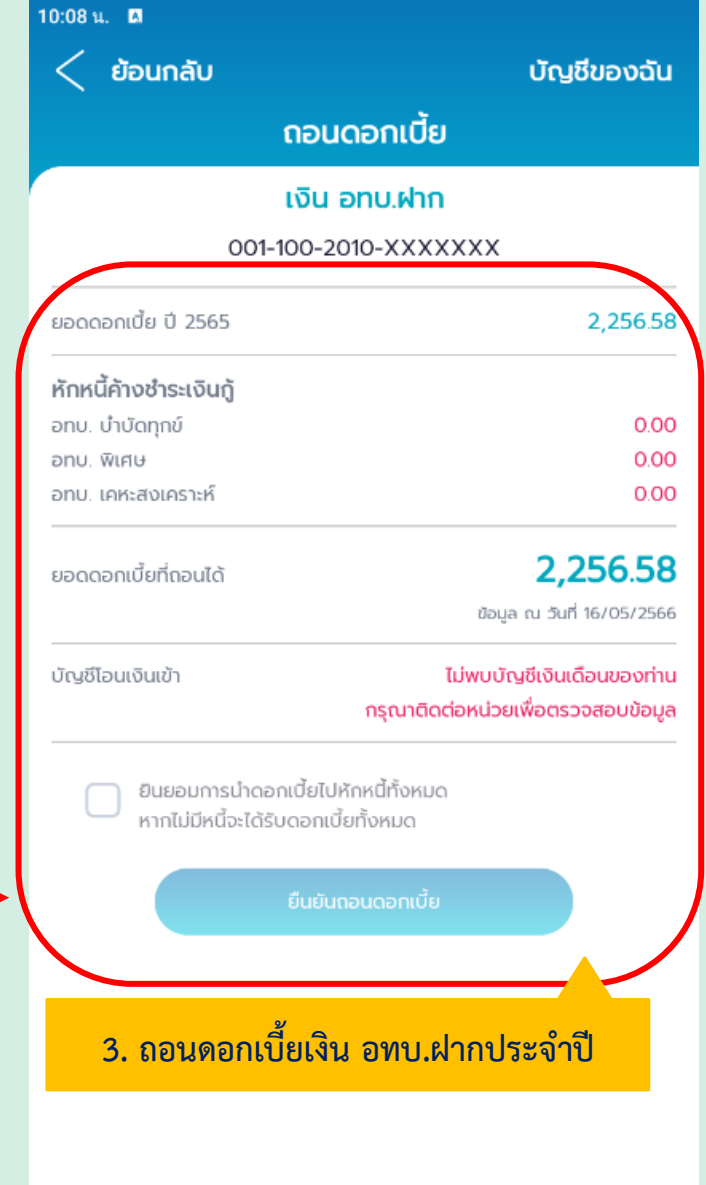 10:08 น.
ย้อนกลับ
บัญชีของฉัน
ถอนดอกเบี้ย
เงิน อทบ.ฝาก
001-100-2010-XXXXXXX
ยอดดอกเบี้ย ปี 2565 2,256.58
หักหนี้ค้างชำระเงินกู้
อทบ. บำบัดทุกข์ 0.00
อทบ. พิเศษ 0.00
อทบ. เคหะสงเคราะห์ 0.00
ยอดดอกเบี้ยที่ถอนได้ 2,256.58
ข้อมูล ณ วันที่ 16/05/2566
บัญชีโอนเงินเข้า ไม่พบบัญชีเงินเดือนของท่าน
กรุณาติดต่อหน่วยเพื่อตรวจสอบข้อมูล
ยินยอมการนำดอกเบี้ยไปหักหนี้ทั้งหมด
หากไม่มีหนี้จะได้รับดอกเบี้ยทั้งหมด
ยืนยันถอนดอกเบี้ย
3. ถอนดอกเบี้ยเงิน อทบ.ฝากประจำปี